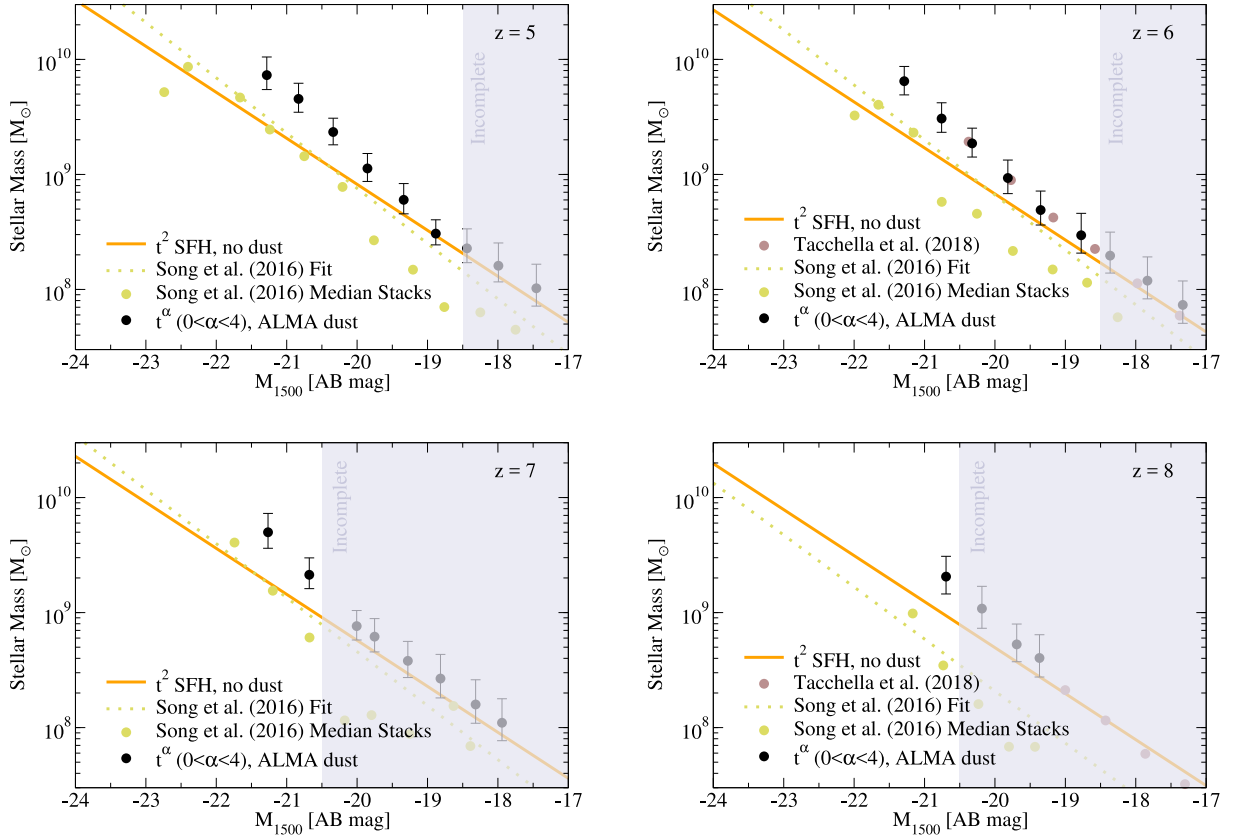 z = 5
Incomplete
Stellar Mass [M⊙]
10^10
10^9
10^8
t^2 SFH, no dust
Song et al. (2016) Fit
Song et al. (2016) Median Stacks
t^α (0<α<4), ALMA dust
-24 -23 -22 -21 -20 -19 -18 -17
M1500 [AB mag]
z = 6
Incomplete
Stellar Mass [M⊙]
10^10
10^9
10^8
t^2 SFH, no dust
Tacchella et al. (2018)
Song et al. (2016) Fit
Song et al. (2016) Median Stacks
t^α (0<α<4), ALMA dust
-24 -23 -22 -21 -20 -19 -18 -17
M1500 [AB mag]
z = 7
Incomplete
Stellar Mass [M⊙]
10^10
10^9
10^8
t^2 SFH, no dust
Song et al. (2016) Fit
Song et al. (2016) Median Stacks
t^α (0<α<4), ALMA dust
-24 -23 -22 -21 -20 -19 -18 -17
M1500 [AB mag]
z = 8
Incomplete
Stellar Mass [M⊙]
10^10
10^9
10^8
t^2 SFH, no dust
Tacchella et al. (2018)
Song et al. (2016) Fit
Song et al. (2016) Median Stacks
t^α (0<α<4), ALMA dust
-24 -23 -22 -21 -20 -19 -18 -17
M1500 [AB mag]